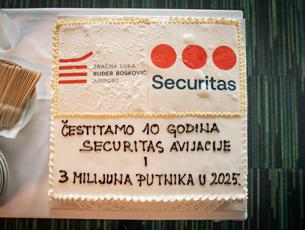 ZRAČNA LUKA
RUĐER BOŠKOVIĆ
AIRPORT
Securitas
ČESTITAMO 10 GODINA
SECURITAS AVIJACIJE
I
3 MILIJUNA PUTNIKA U 2025.